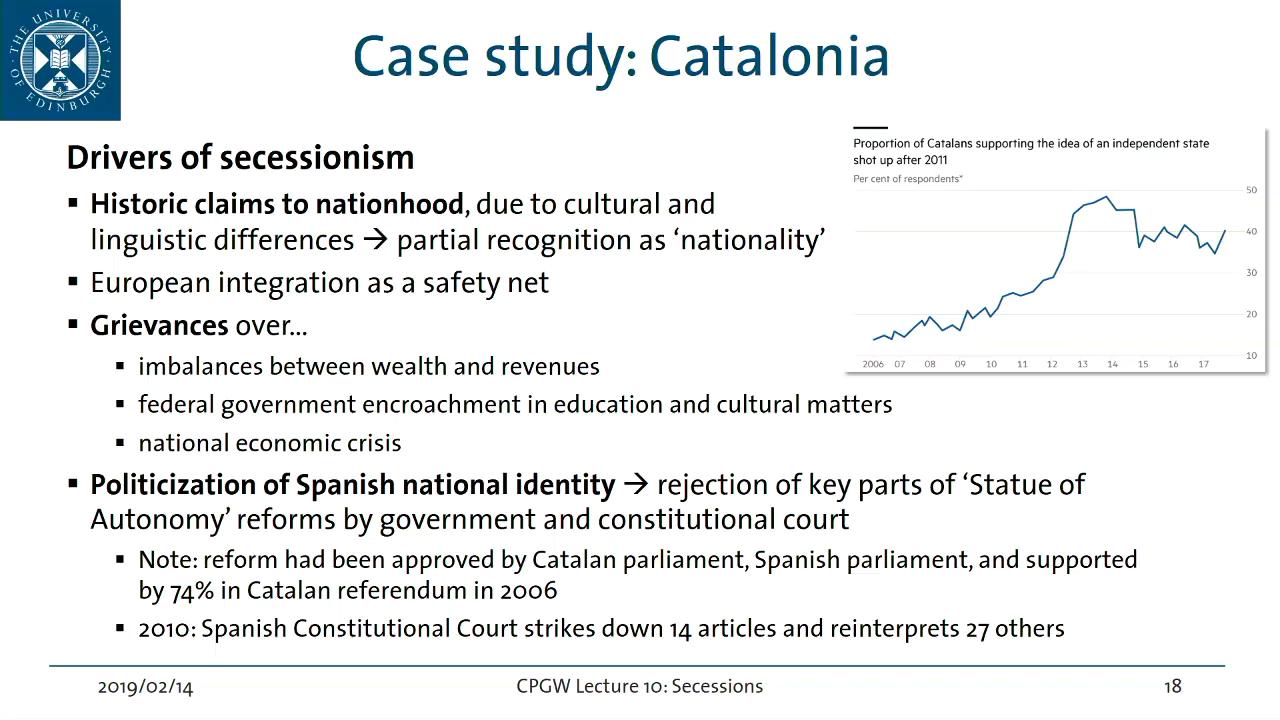 THE UNIVERSITY OF EDINBURGH
Case study: Catalonia
Drivers of secessionism
▪ Historic claims to nationhood, due to cultural and
linguistic differences → partial recognition as ‘nationality’
▪ European integration as a safety net
▪ Grievances over…
▪ imbalances between wealth and revenues
▪ federal government encroachment in education and cultural matters
▪ national economic crisis
▪ Politicization of Spanish national identity → rejection of key parts of ‘Statue of
Autonomy’ reforms by government and constitutional court
▪ Note: reform had been approved by Catalan parliament, Spanish parliament, and supported
by 74% in Catalan referendum in 2006
▪ 2010: Spanish Constitutional Court strikes down 14 articles and reinterprets 27 others
Proportion of Catalans supporting the idea of an independent state
shot up after 2011
Per cent of respondents*
50
40
30
20
10
2006 07 08 09 10 11 12 13 14 15 16 17
2019/02/14 CPGW Lecture 10: Secessions 18